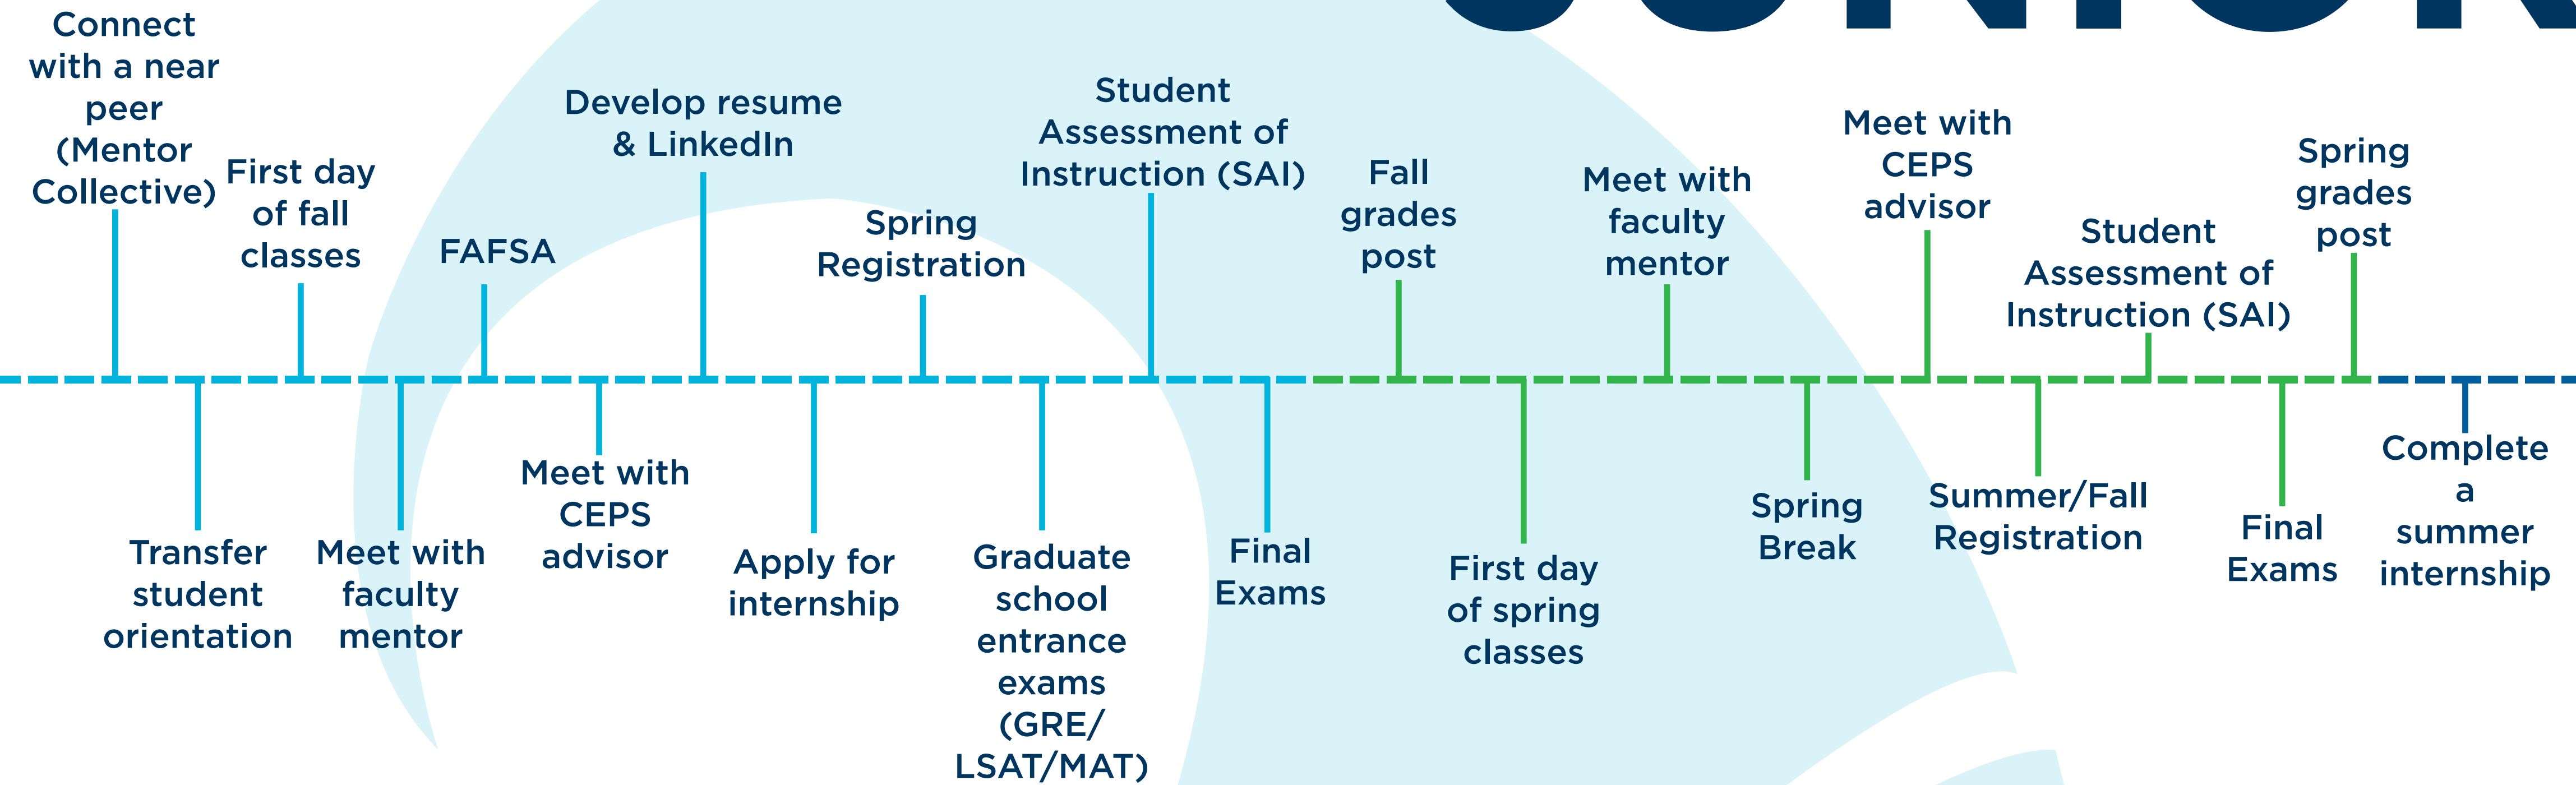 JUNIOR
Connect
with a near
peer
(Mentor
Collective)
Transfer
student
orientation
First day
of fall
classes
Meet with
faculty
mentor
FAFSA
Meet with
CEPS
advisor
Develop resume
& LinkedIn
Apply for
internship
Spring
Registration
Graduate
school
entrance
exams
(GRE/
LSAT/MAT)
Student
Assessment of
Instruction (SAI)
Final
Exams
Fall
grades
post
First day
of spring
classes
Meet with
faculty
mentor
Spring
Break
Meet with
CEPS
advisor
Summer/Fall
Registration
Student
Assessment of
Instruction (SAI)
Final
Exams
Spring
grades
post
Complete
a
summer
internship